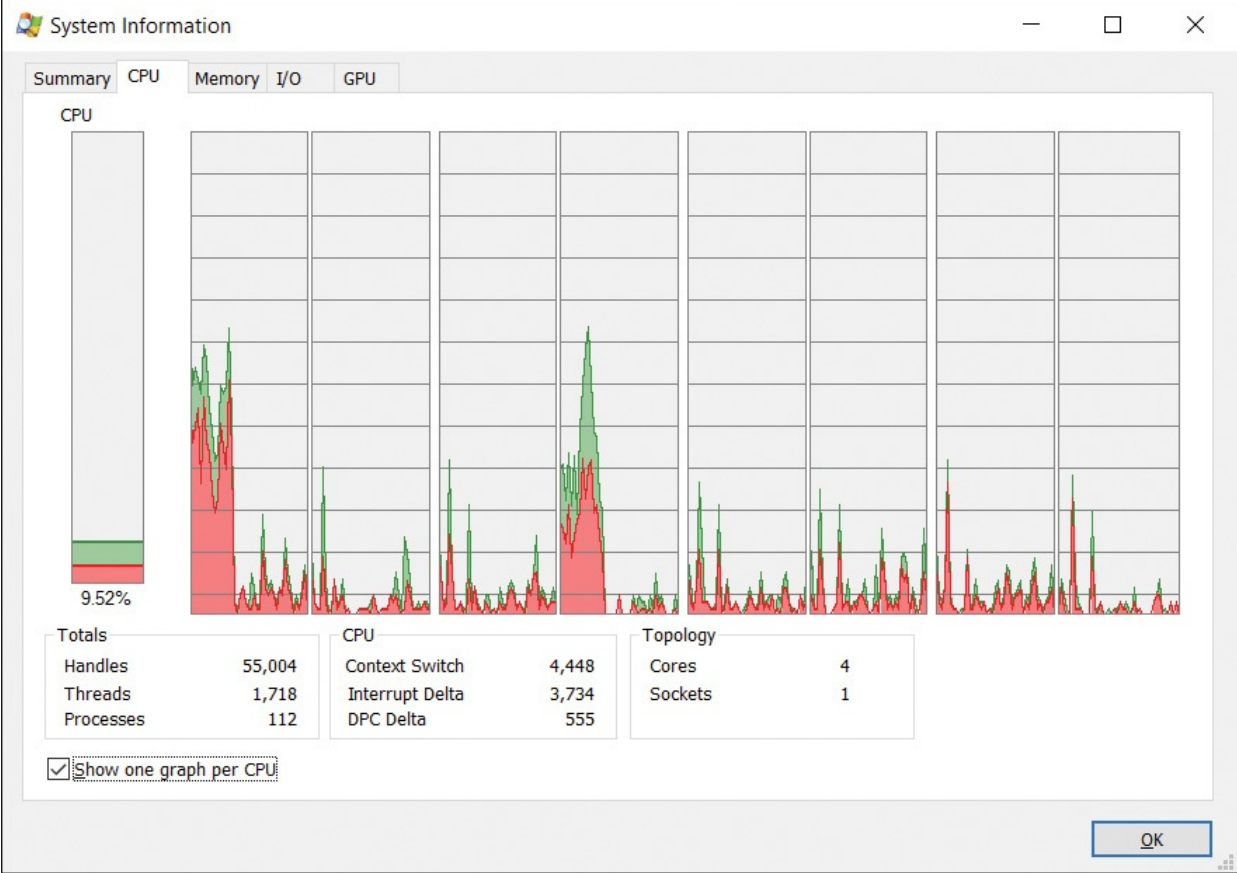 System Information
Summary CPU Memory I/O GPU
CPU
9.52%
Totals
Handles 55,004
Threads 1,718
Processes 112
CPU
Context Switch 4,448
Interrupt Delta 3,734
DPC Delta 555
Topology
Cores 4
Sockets 1
Show one graph per CPU
OK